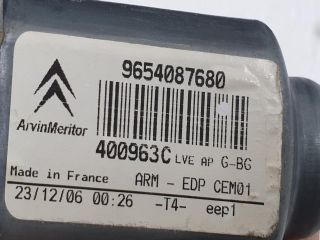 9654087680
ArvinMeritor
400963C LVE AP G-BG
Made in France ARM - EDP CEM01
23/12/06 00:26 -T4- eep1